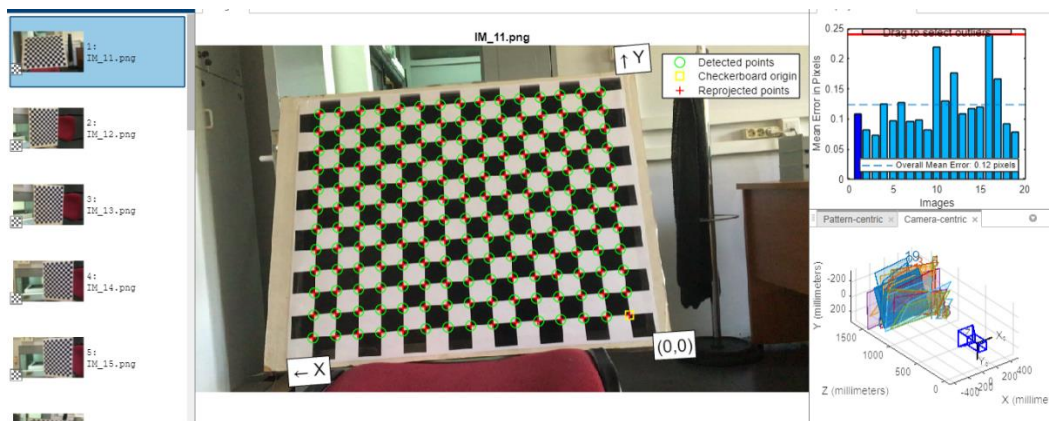 1:
IM_11.png
2:
IM_12.png
3:
IM_13.png
4:
IM_14.png
5:
IM_15.png
IM_11.png
↑ Y
Detected points
Checkerboard origin
Reprojected points
← X
(0,0)
Drag to select outliers
Mean Error in Pixels
0.25
0.2
0.15
0.1
0.05
0
Overall Mean Error: 0.12 pixels
0 5 10 15 20
Images
Pattern-centric × Camera-centric ×
Y (millimeters)
-200
0
200
1500
1000
500
0
Z (millimeters)
-400
-200
0
200
400
Xc
Yc